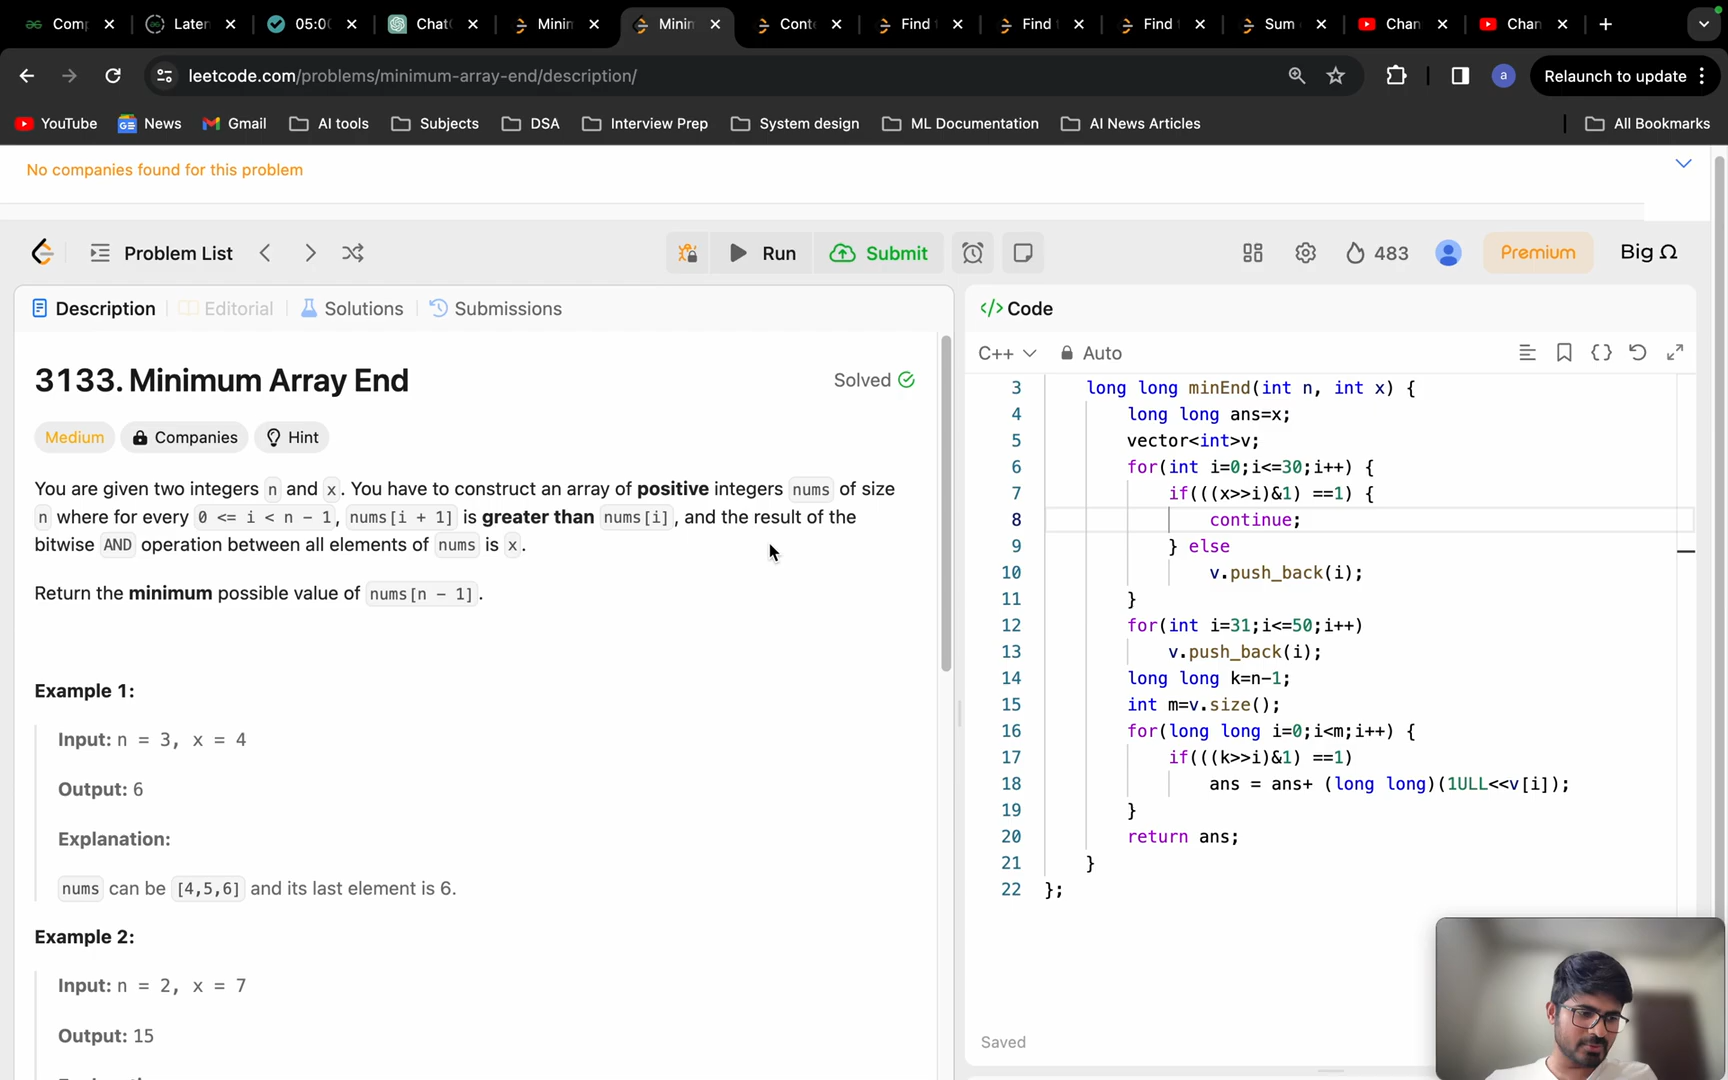 Comp
Later
05:00
Chat
Minin
Minin
Conte
Find
Find
Find
Sum
Chan
Chan
leetcode.com/problems/minimum-array-end/description/
a
Relaunch to update
YouTube
News
Gmail
AI tools
Subjects
DSA
Interview Prep
System design
ML Documentation
AI News Articles
All Bookmarks
No companies found for this problem
Problem List
Run
Submit
483
Premium
Big Ω
Description
Editorial
Solutions
Submissions
3133. Minimum Array End
Solved
Medium
Companies
Hint
You are given two integers n and x. You have to construct an array of positive integers nums of size
n where for every 0 <= i < n - 1, nums[i + 1] is greater than nums[i], and the result of the
bitwise AND operation between all elements of nums is x.
Return the minimum possible value of nums[n - 1].
Example 1:
Input: n = 3, x = 4
Output: 6
Explanation:
nums can be [4,5,6] and its last element is 6.
Example 2:
Input: n = 2, x = 7
Output: 15
</> Code
C++
Auto
3 long long minEnd(int n, int x) {
4 long long ans=x;
5 vector<int>v;
6 for(int i=0;i<=30;i++) {
7 if(((x>>i)&1) ==1) {
8 continue;
9 } else
10 v.push_back(i);
11 }
12 for(int i=31;i<=50;i++)
13 v.push_back(i);
14 long long k=n-1;
15 int m=v.size();
16 for(long long i=0;i<m;i++) {
17 if(((k>>i)&1) ==1)
18 ans = ans+ (long long)(1ULL<<v[i]);
19 }
20 return ans;
21 }
22 };
Saved